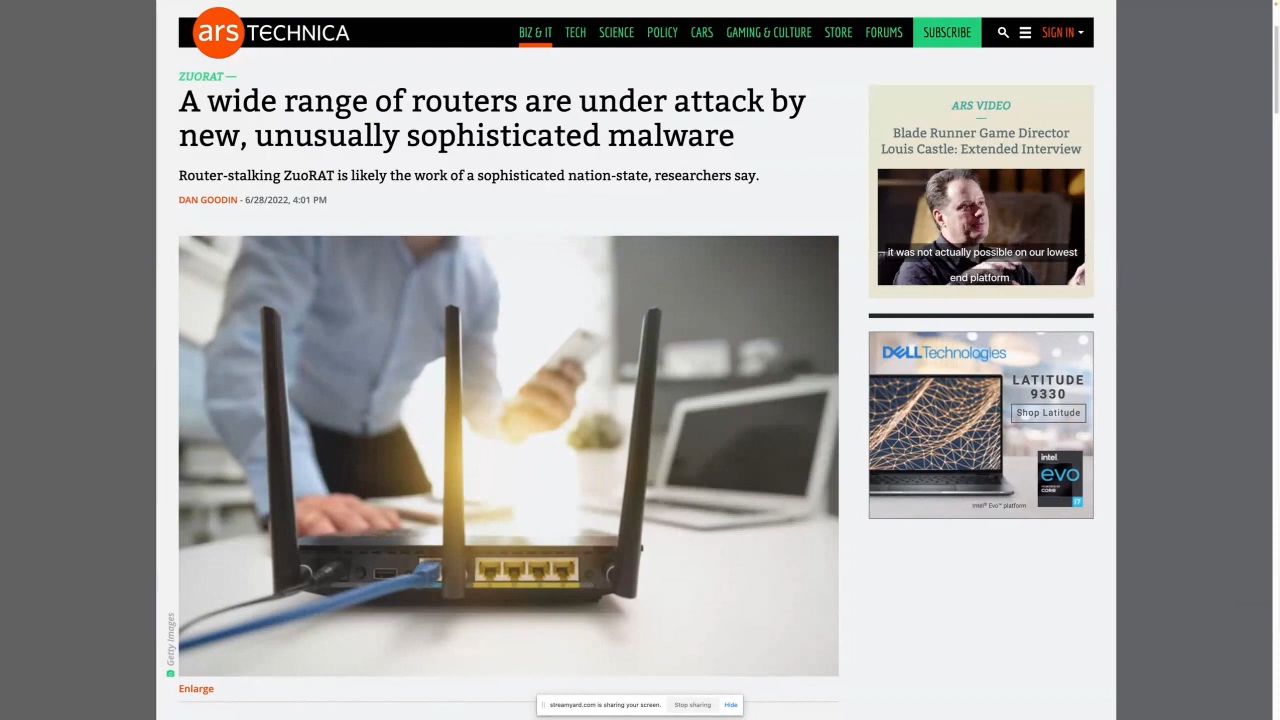 ars TECHNICA
BIZ & IT TECH SCIENCE POLICY CARS GAMING & CULTURE STORE FORUMS SUBSCRIBE SIGN IN
ZUORAT —
A wide range of routers are under attack by
new, unusually sophisticated malware
Router-stalking ZuoRAT is likely the work of a sophisticated nation-state, researchers say.
DAN GOODIN - 6/28/2022, 4:01 PM
Getty Images
Enlarge
ARS VIDEO
Blade Runner Game Director
Louis Castle: Extended Interview
— it was not actually possible on our lowest
end platform
DELL Technologies
LATITUDE
9330
Shop Latitude
intel.
evo
POWERED BY
CORE
i7
Intel® Evo™ platform
streamyard.com is sharing your screen. Stop sharing Hide